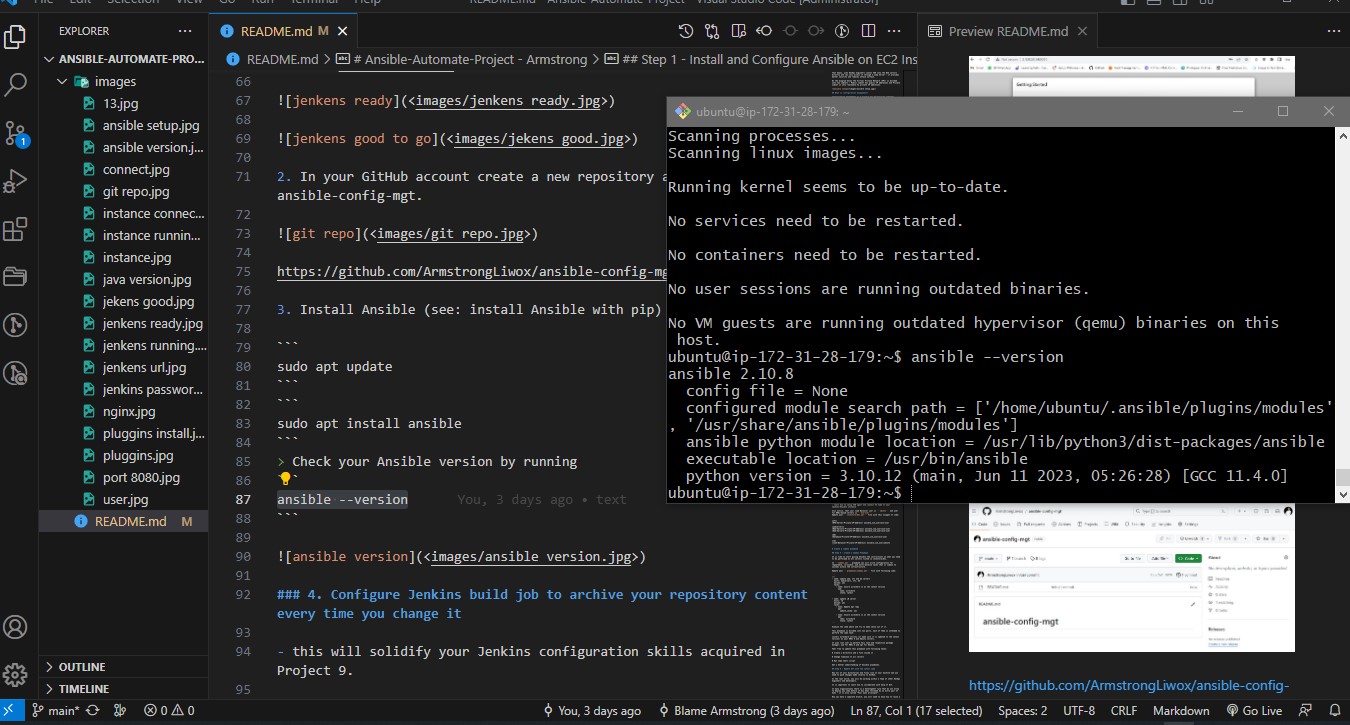 File Edit Selection View Go Run Terminal Help
README.md - Ansible-Automate-Project - Visual Studio Code [Administrator]
EXPLORER
ANSIBLE-AUTOMATE-PRO...
images
13.jpg
ansible setup.jpg
ansible version.j...
connect.jpg
git repo.jpg
instance connec...
instance runnin...
instance.jpg
java version.jpg
jekens good.jpg
jenkens ready.jpg
jenkens running....
jenkens url.jpg
jenkins passwor...
nginx.jpg
pluggins install.j...
pluggins.jpg
port 8080.jpg
user.jpg
README.md M
OUTLINE
TIMELINE
README.md M
README.md > # Ansible-Automate-Project - Armstrong > ## Step 1 - Install and Configure Ansible on EC2 Ins
66
67 ![jenkens ready](<images/jenkens ready.jpg>)
68
69 ![jenkens good to go](<images/jekens good.jpg>)
70
71 2. In your GitHub account create a new repository a
ansible-config-mgt.
72
73 ![git repo](<images/git repo.jpg>)
74
75 https://github.com/ArmstrongLiwox/ansible-config-mg
76
77 3. Install Ansible (see: install Ansible with pip)
78
79 ```
80 sudo apt update
81 ```
82 ```
83 sudo apt install ansible
84 ```
85 > Check your Ansible version by running
86 `
87 ansible --version You, 3 days ago • text
88 ```
89
90 ![ansible version](<images/ansible version.jpg>)
91
92 ### 4. Configure Jenkins build job to archive your repository content
every time you change it
93
94 - this will solidify your Jenkins configuration skills acquired in
Project 9.
95
Preview README.md
Getting Started
ubuntu@ip-172-31-28-179: ~
Scanning processes...
Scanning linux images...
Running kernel seems to be up-to-date.
No services need to be restarted.
No containers need to be restarted.
No user sessions are running outdated binaries.
No VM guests are running outdated hypervisor (qemu) binaries on this
host.
ubuntu@ip-172-31-28-179:~$ ansible --version
ansible 2.10.8
config file = None
configured module search path = ['/home/ubuntu/.ansible/plugins/modules'
, '/usr/share/ansible/plugins/modules']
ansible python module location = /usr/lib/python3/dist-packages/ansible
executable location = /usr/bin/ansible
python version = 3.10.12 (main, Jun 11 2023, 05:26:28) [GCC 11.4.0]
ubuntu@ip-172-31-28-179:~$
ansible-config-mgt
README.md
ansible-config-mgt
https://github.com/ArmstrongLiwox/ansible-config-
main* 0 0 You, 3 days ago Blame Armstrong (3 days ago) Ln 87, Col 1 (17 selected) Spaces: 2 UTF-8 CRLF Markdown Go Live
1